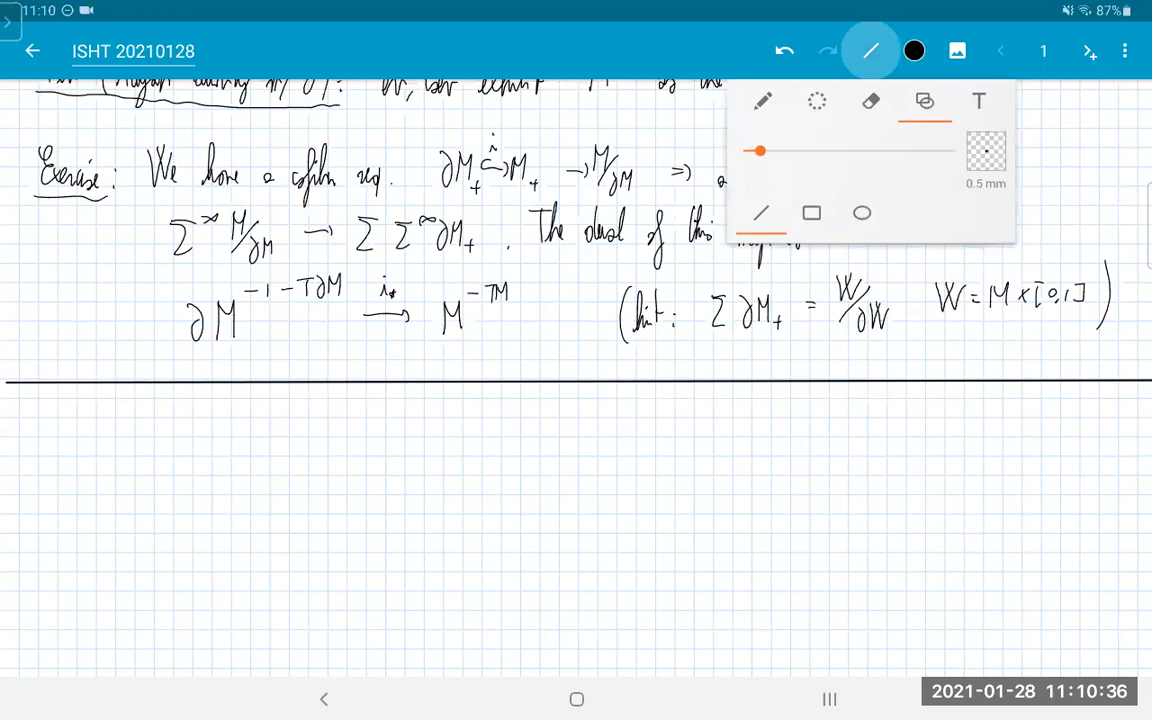 11:10 87%
ISHT 20210128
T
0.5 mm
Exercise: We have a cofiber seq. ∂M₊ ↪ⁱ M₊ → M/∂M ⇒ a
Σ^∞ M/∂M → Σ Σ^∞ ∂M₊. The dual of this
∂M^{-1-T∂M} →^{i_*} M^{-TM} (hint: Σ ∂M₊ = W/∂W W = M × [0,1])
1
2021-01-28 11:10:36